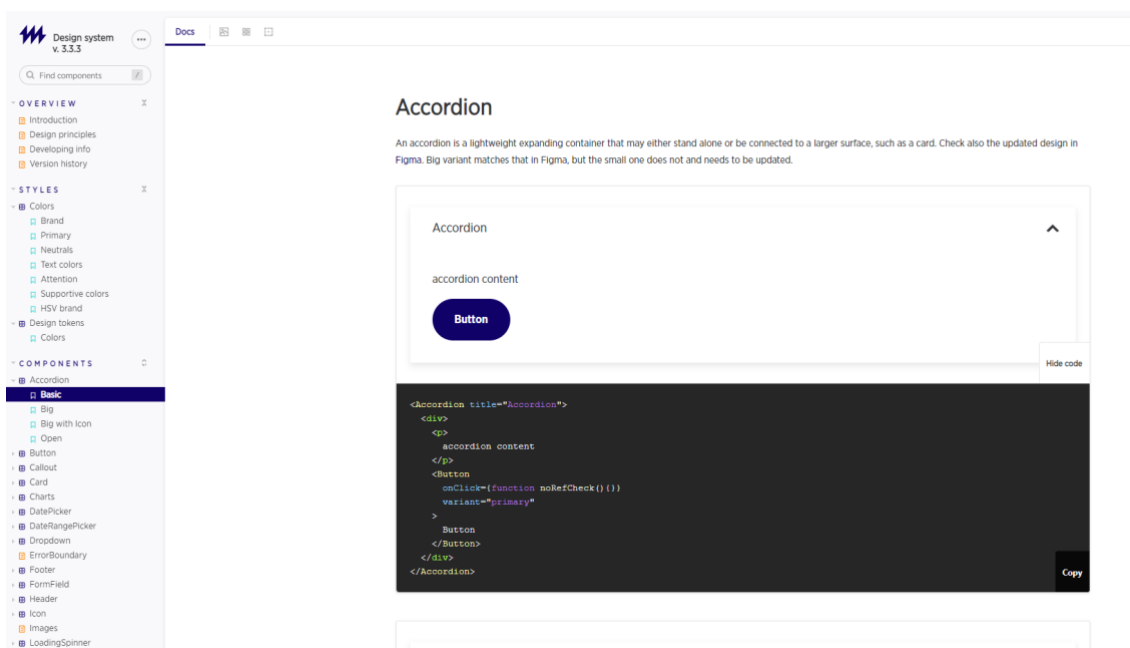 Design system
v. 3.3.3
Find components
/
OVERVIEW
Introduction
Design principles
Developing info
Version history
STYLES
Colors
Brand
Primary
Neutrals
Text colors
Attention
Supportive colors
HSV brand
Design tokens
Colors
COMPONENTS
Accordion
Basic
Big
Big with Icon
Open
Button
Callout
Card
Charts
DatePicker
DateRangePicker
Dropdown
ErrorBoundary
Footer
FormField
Header
Icon
Images
LoadingSpinner
Docs
Accordion
An accordion is a lightweight expanding container that may either stand alone or be connected to a larger surface, such as a card. Check also the updated design in
Figma. Big variant matches that in Figma, but the small one does not and needs to be updated.
Accordion
accordion content
Button
Hide code
<Accordion title="Accordion">
<div>
<p>
accordion content
</p>
<Button
onClick={function noRefCheck(){}}
variant="primary"
>
Button
</Button>
</div>
</Accordion>
Copy